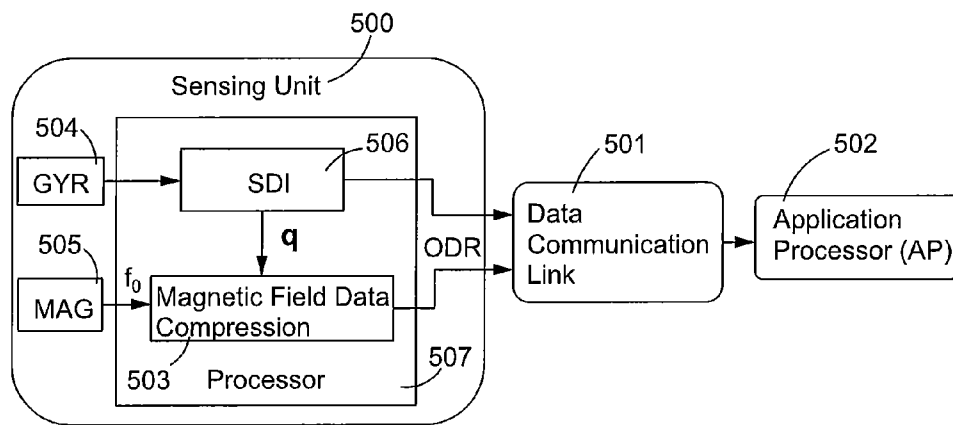 500
Sensing Unit
504
GYR
506
SDI
501
Data
Communication
Link
502
Application
Processor (AP)
q
ODR
505
MAG
f₀
Magnetic Field Data
Compression
503
Processor
507